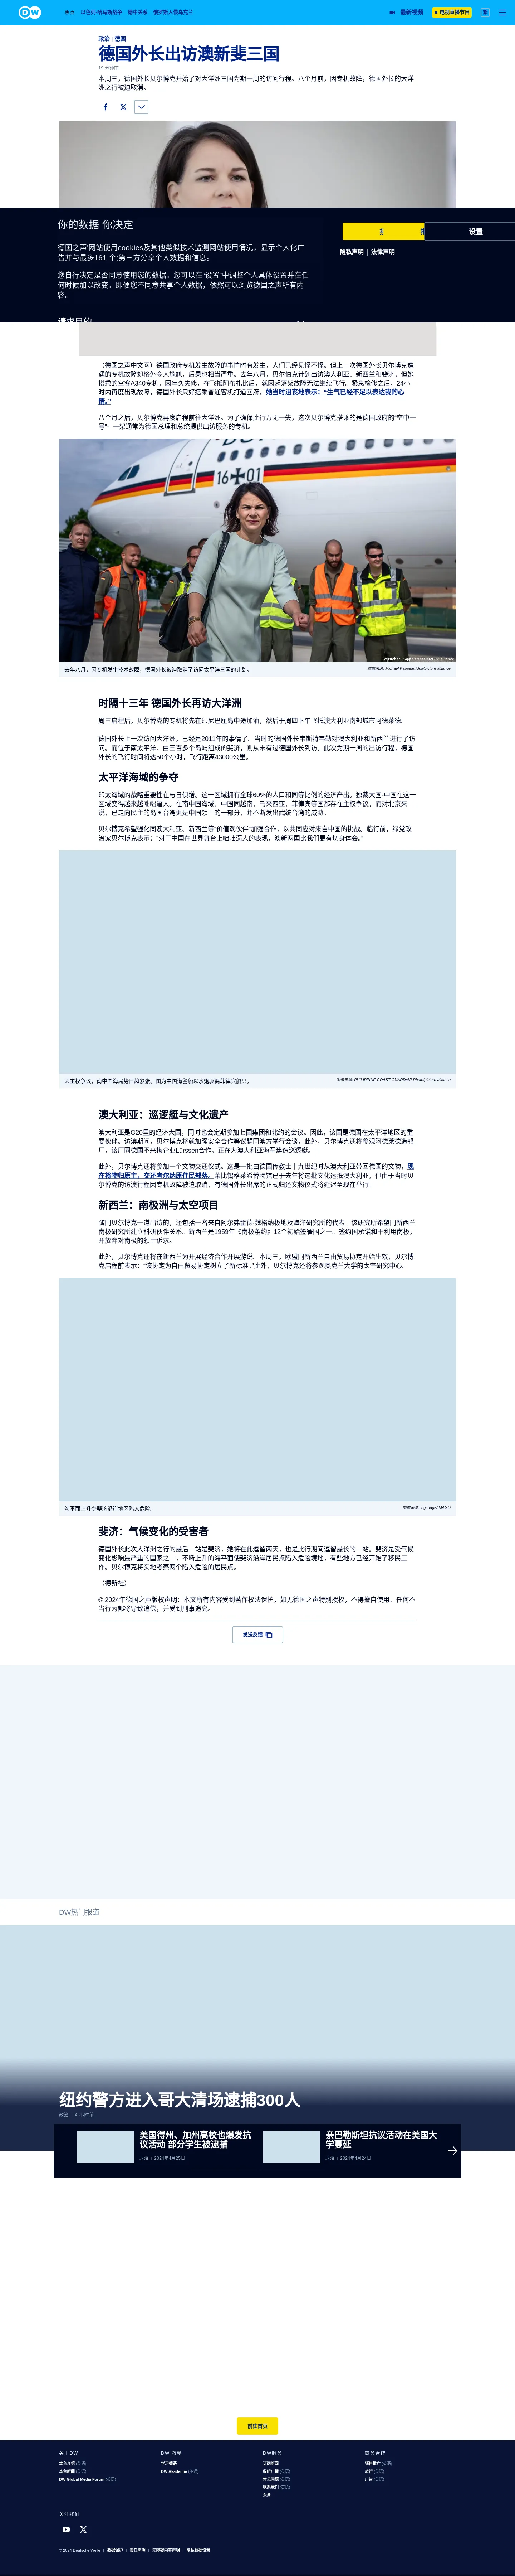 DW
焦点
以色列-哈马斯战争
德中关系
俄罗斯入侵乌克兰
最新视频
电视直播节目
政治 | 德国
德国外长出访澳新斐三国
19 分钟前
本周三，德国外长贝尔博克开始了对大洋洲三国为期一周的访问行程。八个月前，因专机故障，德国外长的大洋
洲之行被迫取消。
你的数据 你决定
德国之声 网站使用cookies及其他类似技术监测网站使用情况，显示个人化广
告并与最多161 个;第三方分享个人数据和信息。
您自行决定是否同意使用您的数据。您可以在"设置"中调整个人具体设置并在任
何时候加以改变。即便您不同意共享个人数据，依然可以浏览德国之声所有内
容。
请求目的
设置
隐私声明 | 法律声明
（德国之声中文网）德国政府专机发生故障的事情时有发生，人们已经见怪不怪。但上一次德国外长贝尔博克遭
遇的专机故障却格外令人尴尬，后果也相当严重。去年八月，贝尔伯克计划出访澳大利亚、新西兰和斐济，但她
搭乘的空客A340专机。因年久失修，在飞抵阿布扎比后，就因起落架故障无法继续飞行。紧急检修之后，24小
时内再度出现故障，德国外长只好搭乘普通客机打道回府，她当时沮丧地表示："生气已经不足以表达我的心
情。"
八个月之后，贝尔博克再度启程前往大洋洲。为了确保此行万无一失，这次贝尔博克搭乘的是德国政府的"空中一
号"：一架通常为德国总理和总统提供出访服务的专机。
16+01
去年八月，因专机发生技术故障，德国外长被迫取消了访问太平洋三国的计划。
图像来源: Michael Kappeler/dpa/picture alliance
时隔十三年 德国外长再访大洋洲
周三启程后，贝尔博克的专机将先在印尼巴厘岛中途加油，然后于周四下午飞抵澳大利亚南部城市阿德莱德。
德国外长上一次访问大洋洲，已经是2011年的事情了。当时的德国外长韦斯特韦勒对澳大利亚和新西兰进行了访
问。而位于南太平洋、由三百多个岛屿组成的斐济，则从未有过德国外长到访。此次为期一周的出访行程，德国
外长的飞行时间将达50个小时，飞行距离43000公里。
太平洋海域的争夺
印太海域的战略重要性在与日俱增。这一区域拥有全球60%的人口和同等比例的经济产出。独裁大国-中国在这一
区域变得越来越咄咄逼人。在南中国海域，中国同越南、马来西亚、菲律宾等国都存在主权争议，而对北京来
说，已走向民主的岛国台湾更是中国领土的一部分，并不断发出武统台湾的威胁。
贝尔博克希望强化同澳大利亚、新西兰等"价值观伙伴"加强合作，以共同应对来自中国的挑战。临行前，绿党政
治家贝尔博克表示："对于中国在世界舞台上咄咄逼人的表现，澳新两国比我们更有切身体会。"
因主权争议，南中国海局势日趋紧张。图为中国海警船以水炮驱离菲律宾船只。
图像来源: PHILIPPINE COAST GUARD/AP Photo/picture alliance
澳大利亚：巡逻艇与文化遗产
澳大利亚是G20里的经济大国，同时也会定期参加七国集团和北约的会议。因此，该国是德国在太平洋地区的重
要伙伴。访澳期间，贝尔博克将就加强安全合作等议题同澳方举行会谈，此外，贝尔博克还将参观阿德莱德造船
厂，该厂同德国不来梅企业Lürssen合作，正在为澳大利亚海军建造巡逻艇。
此外，贝尔博克还将参加一个文物交还仪式。这是一批由德国传教士十九世纪时从澳大利亚带回德国的文物，现
在将物归原主，交还考尔纳原住民部落。莱比锡格莱希博物馆已于去年将这批文化运抵澳大利亚，但由于当时贝
尔博克的访澳行程因专机故障被迫取消，有德国外长出席的正式归还文物仪式将延迟至现在举行。
新西兰：南极洲与太空项目
随同贝尔博克一道出访的，还包括一名来自阿尔弗雷德·魏格纳极地及海洋研究所的代表。该研究所希望同新西兰
南极研究所建立科研伙伴关系。新西兰是1959年《南极条约》12个初始签署国之一。签约国承诺和平利用南极，
并放弃对南极的领土诉求。
此外，贝尔博克还将在新西兰为开展经济合作开展游说。本周三，欧盟同新西兰自由贸易协定开始生效，贝尔博
克启程前表示："该协定为自由贸易协定树立了新标准。"此外，贝尔博克还将参观奥克兰大学的太空研究中心。
海平面上升令斐济沿岸地区陷入危险。
图像来源: ingimage/IMAGO
斐济：气候变化的受害者
德国外长此次大洋洲之行的最后一站是斐济，她将在此逗留两天，也是此行期间逗留最长的一站。斐济是受气候
变化影响最严重的国家之一，不断上升的海平面使斐济沿岸居民点陷入危险境地，有些地方已经开始了移民工
作。贝尔博克将实地考察两个陷入危险的居民点。
（德新社）
© 2024年德国之声版权声明：本文所有内容受到著作权法保护，如无德国之声特别授权，不得擅自使用。任何不
当行为都将导致追偿，并受到刑事追究。
发送反馈
DW热门报道
纽约警方进入哥大清场逮捕300人
政治 | 4 小时前
美国得州、加州高校也爆发抗
议活动 部分学生被逮捕
政治 | 2024年4月25日
亲巴勒斯坦抗议活动在美国大
学蔓延
政治 | 2024年4月24日
前往首页
关于DW
本台介绍 (英语)
本台新闻 (英语)
DW Global Media Forum (英语)
DW 教学
学习德语
DW Akademie (英语)
DW服务
订阅新闻
收听广播 (英语)
常见问题 (英语)
联系我们 (英语)
头条
商务合作
销售推广 (英语)
旅行 (英语)
广告 (英语)
关注我们
© 2024 Deutsche Welle | 数据保护 | 责任声明 | 无障碍内容声明 | 隐私数据设置